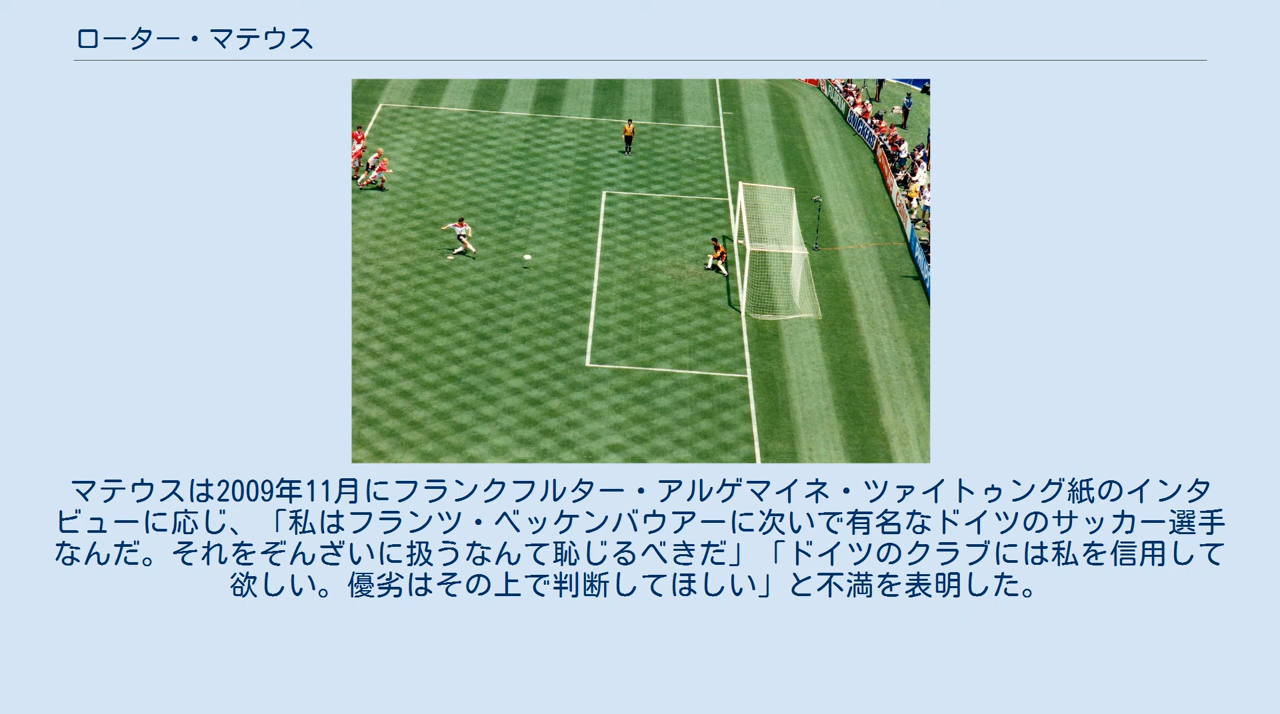 ローター・マテウス
SNICKERS
マテウスは2009年11月にフランクフルター・アルゲマイネ・ツァイトゥング紙のインタ
ビューに応じ、「私はフランツ・ベッケンバウアーに次いで有名なドイツのサッカー選手
なんだ。それをぞんざいに扱うなんて恥じるべきだ」「ドイツのクラブには私を信用して
欲しい。優劣はその上で判断してほしい」と不満を表明した。